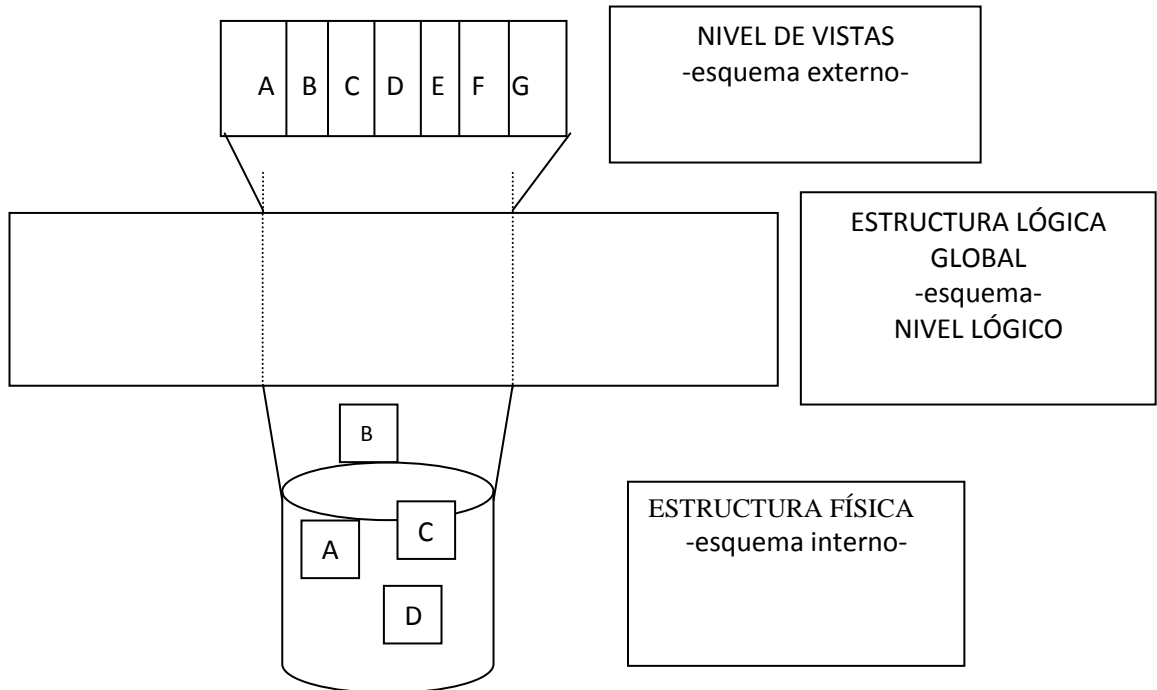 A B C D E F G
NIVEL DE VISTAS
-esquema externo-
ESTRUCTURA LÓGICA
GLOBAL
-esquema-
NIVEL LÓGICO
B
A
C
D
ESTRUCTURA FÍSICA
-esquema interno-